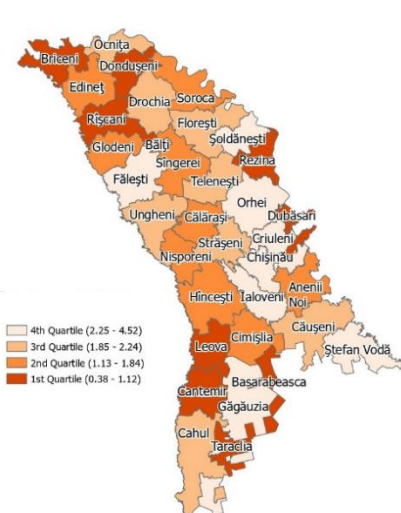 Ocnița
Briceni
Dondușeni
Edineț
Soroca
Drochia
Rîșcani
Florești
Șoldănești
Glodeni
Bălți
Sîngerei
Rezina
Fălești
Telenești
Orhei
Ungheni
Călărași
Dubăsari
Criuleni
Strășeni
Chișinău
Nisporeni
Anenii
Noi
Hîncești
Ialoveni
Căușeni
Cimișlia
Leova
Ștefan Vodă
Basarabeasca
Cantemir
Găgăuzia
Cahul
Taraclia
4th Quartile (2.25 - 4.52)
3rd Quartile (1.85 - 2.24)
2nd Quartile (1.13 - 1.84)
1st Quartile (0.38 - 1.12)